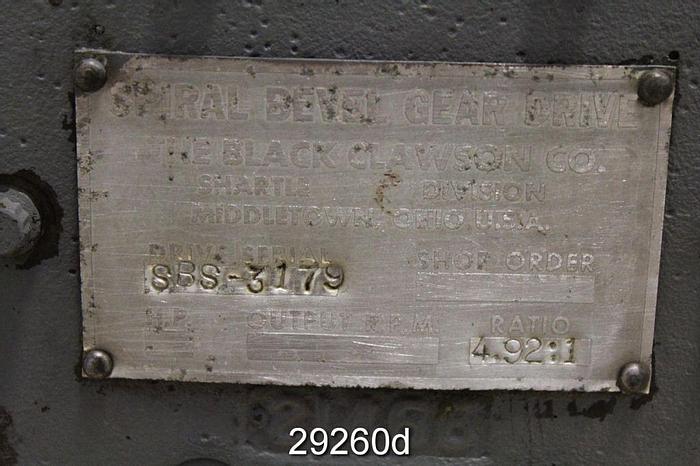 SPIRAL BEVEL GEAR DRIVE
THE BLACK CLAWSON CO.
SHARTLE DIVISION
MIDDLETOWN, OHIO, U.S.A.
DRIVE SERIAL SHOP ORDER
SBS-3179
H.P. OUTPUT R.P.M. RATIO
4.92:1
29260d